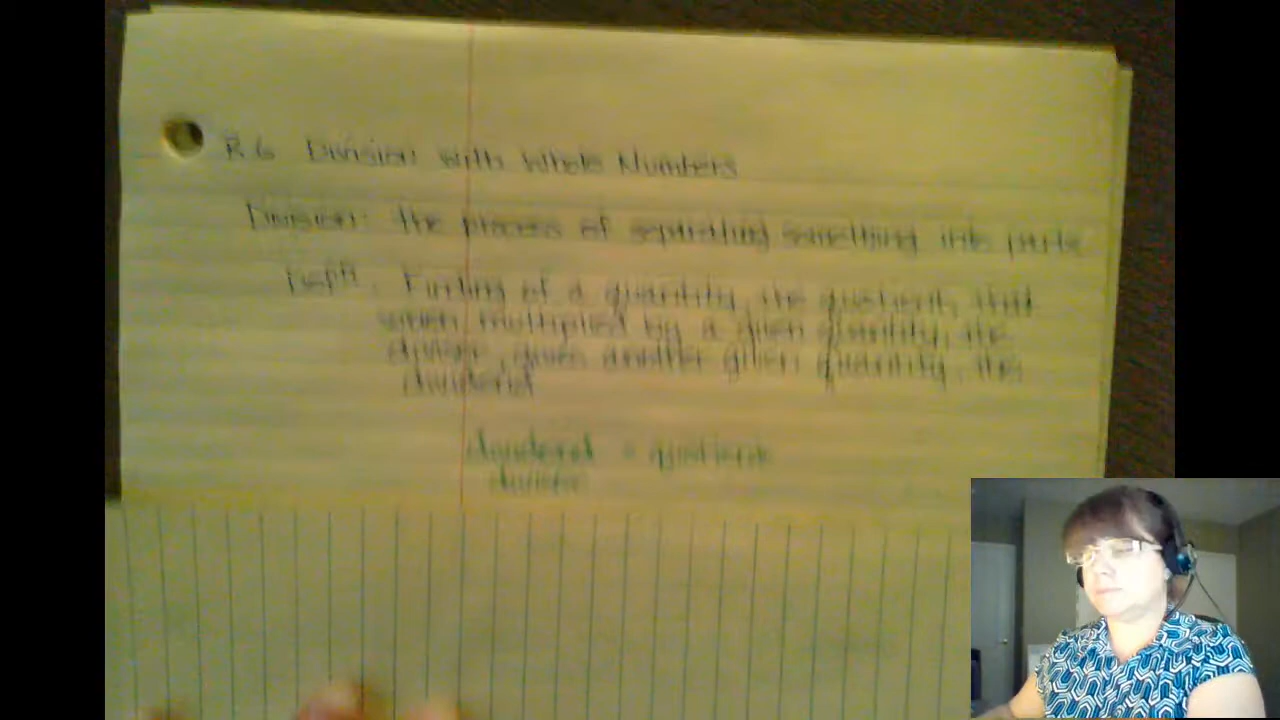 R.6 Division with Whole Numbers
Division: the process of separating something into parts
Defn: Finding of a quantity, the quotient, that
when multiplied by a given quantity, the
divisor, gives another given quantity, the
dividend
dividend = quotient
divisor